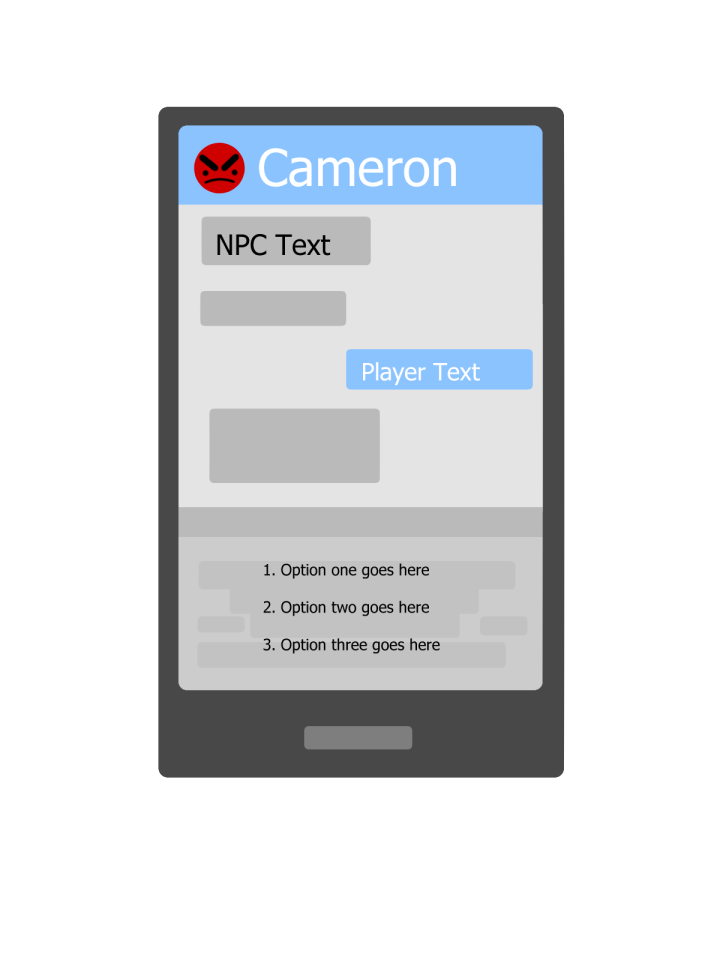 Cameron
NPC Text
Player Text
1. Option one goes here
2. Option two goes here
3. Option three goes here